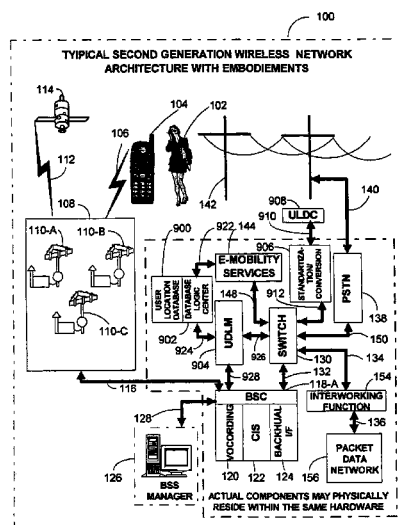 100
TYIPICAL SECOND GENERATION WIRELESS NETWORK
ARCHITECTURE WITH EMBODIEMENTS
114
104
102
106
112
108
110-A
110-B
110-C
142
140
908
ULDC
910
900
922
144
906
E-MOBILITY
SERVICES
STANDARTIZATION/
CONVERSION
USER
LOCATION
DATABASE
DATABASE
LOGIC
CENTER
902
148
912
PSTN
138
UDLM
SWITCH
924
904
926
150
130
134
928
132
118-A
154
116
BSC
INTERWORKING
FUNCTION
128
VOCORDING
CIS
BACKHUAL
I/F
136
126
BSS
MANAGER
120
122
124
156
PACKET
DATA
NETWORK
ACTUAL COMPONENTS MAY PHYSICALLY
RESIDE WITHIN THE SAME HARDWARE